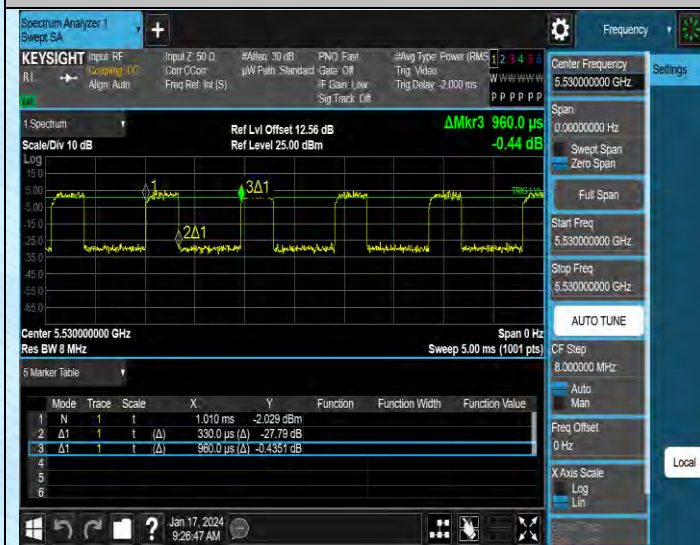 Spectrum Analyzer 1
Swept SA
+
Frequency
KEYSIGHT
Input: RF
Coupling: DC
Align: Auto
Input Z: 50 Ω
Corr CCorr
Freq Ref: Int (S)
#Atten: 30 dB
µW Path: Standard
PNO: Fast
Gate: Off
IF Gain: Low
Sig Track: Off
#Avg Type: Power (RMS
Trig: Video
Trig Delay: -2.000 ms
1 2 3 4 5 6
W W W W W W
P P P P P P
1 Spectrum
Scale/Div 10 dB
Ref Lvl Offset 12.56 dB
Ref Level 25.00 dBm
ΔMkr3 960.0 µs
-0.44 dB
Log
15.0
5.00
-5.00
-15.0
-25.0
-35.0
-45.0
-55.0
-65.0
1
2Δ1
3Δ1
Center 5.530000000 GHz
Res BW 8 MHz
Span 0 Hz
Sweep 5.00 ms (1001 pts)
5 Marker Table
Mode Trace Scale X Y Function Function Width Function Value
1 N 1 t 1.010 ms -2.029 dBm
2 Δ1 1 t (Δ) 330.0 µs (Δ) -27.79 dB
3 Δ1 1 t (Δ) 960.0 µs (Δ) -0.4351 dB
4
5
6
?
Jan 17, 2024
9:26:47 AM
Center Frequency
5.530000000 GHz
Settings
Span
0.00000000 Hz
Swept Span
Zero Span
Full Span
Start Freq
5.530000000 GHz
Stop Freq
5.530000000 GHz
AUTO TUNE
CF Step
8.000000 MHz
Auto
Man
Freq Offset
0 Hz
X Axis Scale
Log
Lin
Local